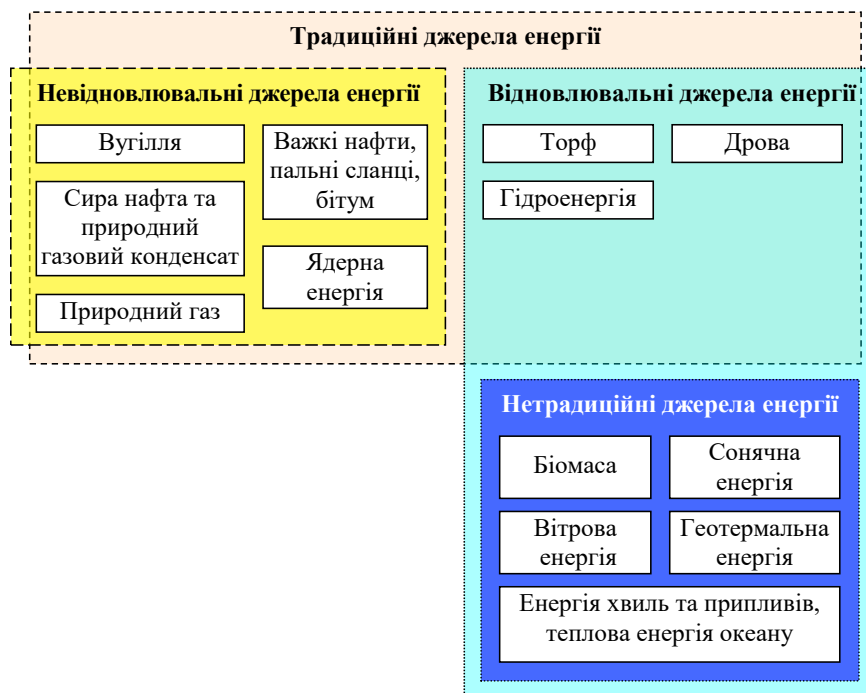 Традиційні джерела енергії
Невідновлювальні джерела енергії
Вугілля
Сира нафта та
природний
газовий конденсат
Природний газ
Важкі нафти,
пальні сланці,
бітум
Ядерна
енергія
Відновлювальні джерела енергії
Торф
Дрова
Гідроенергія
Нетрадиційні джерела енергії
Біомаса
Сонячна
енергія
Вітрова
енергія
Геотермальна
енергія
Енергія хвиль та припливів,
теплова енергія океану